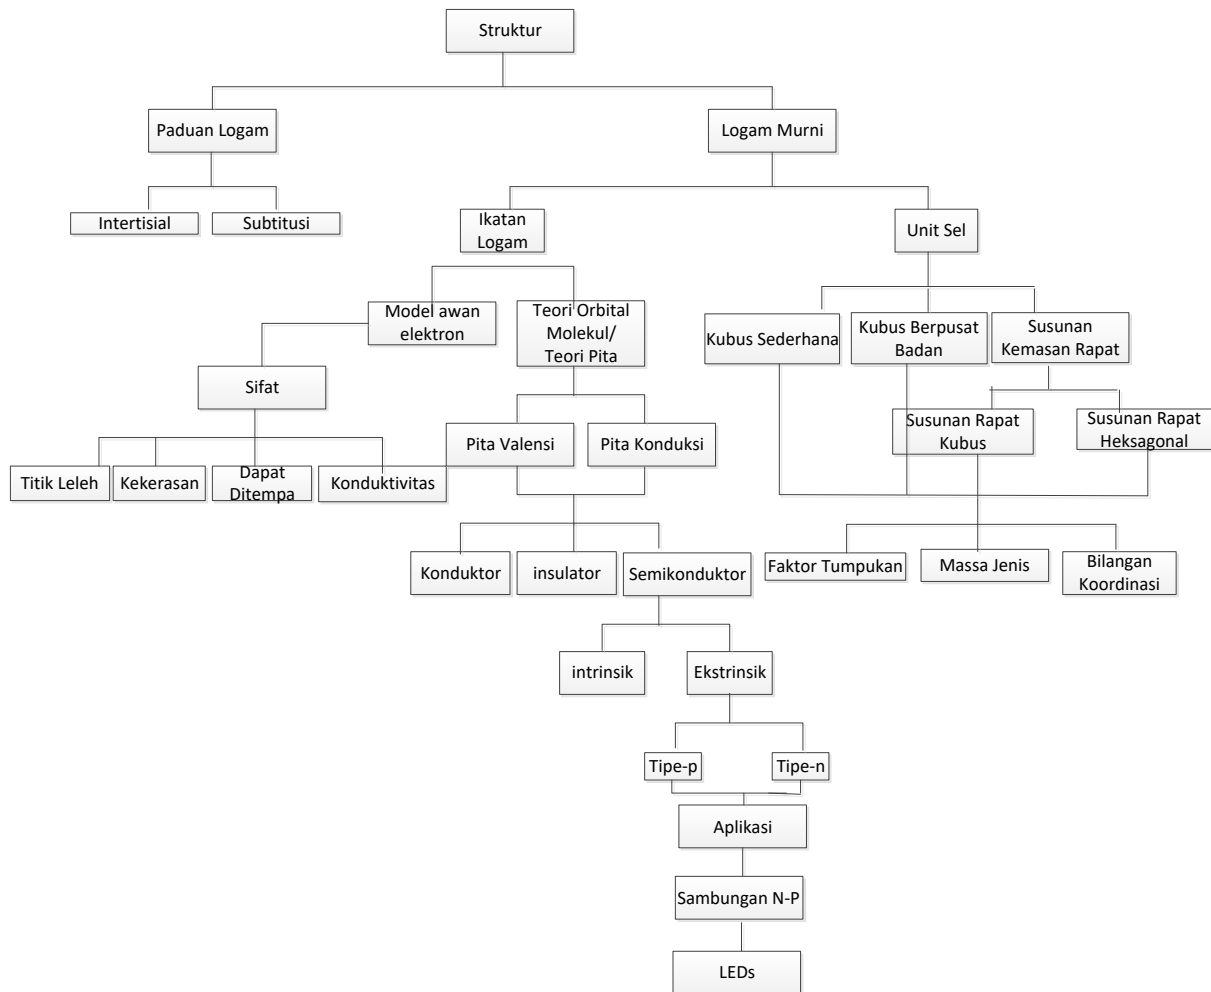 Struktur
Paduan Logam
Logam Murni
Intertisial
Subtitusi
Ikatan
Logam
Unit Sel
Model awan
elektron
Teori Orbital
Molekul/
Teori Pita
Kubus Sederhana
Kubus Berpusat
Badan
Susunan
Kemasan Rapat
Sifat
Pita Valensi
Pita Konduksi
Susunan Rapat
Kubus
Susunan Rapat
Heksagonal
Titik Leleh
Kekerasan
Dapat
Ditempa
Konduktivitas
Konduktor
insulator
Semikonduktor
Faktor Tumpukan
Massa Jenis
Bilangan
Koordinasi
intrinsik
Ekstrinsik
Tipe-p
Tipe-n
Aplikasi
Sambungan N-P
LEDs